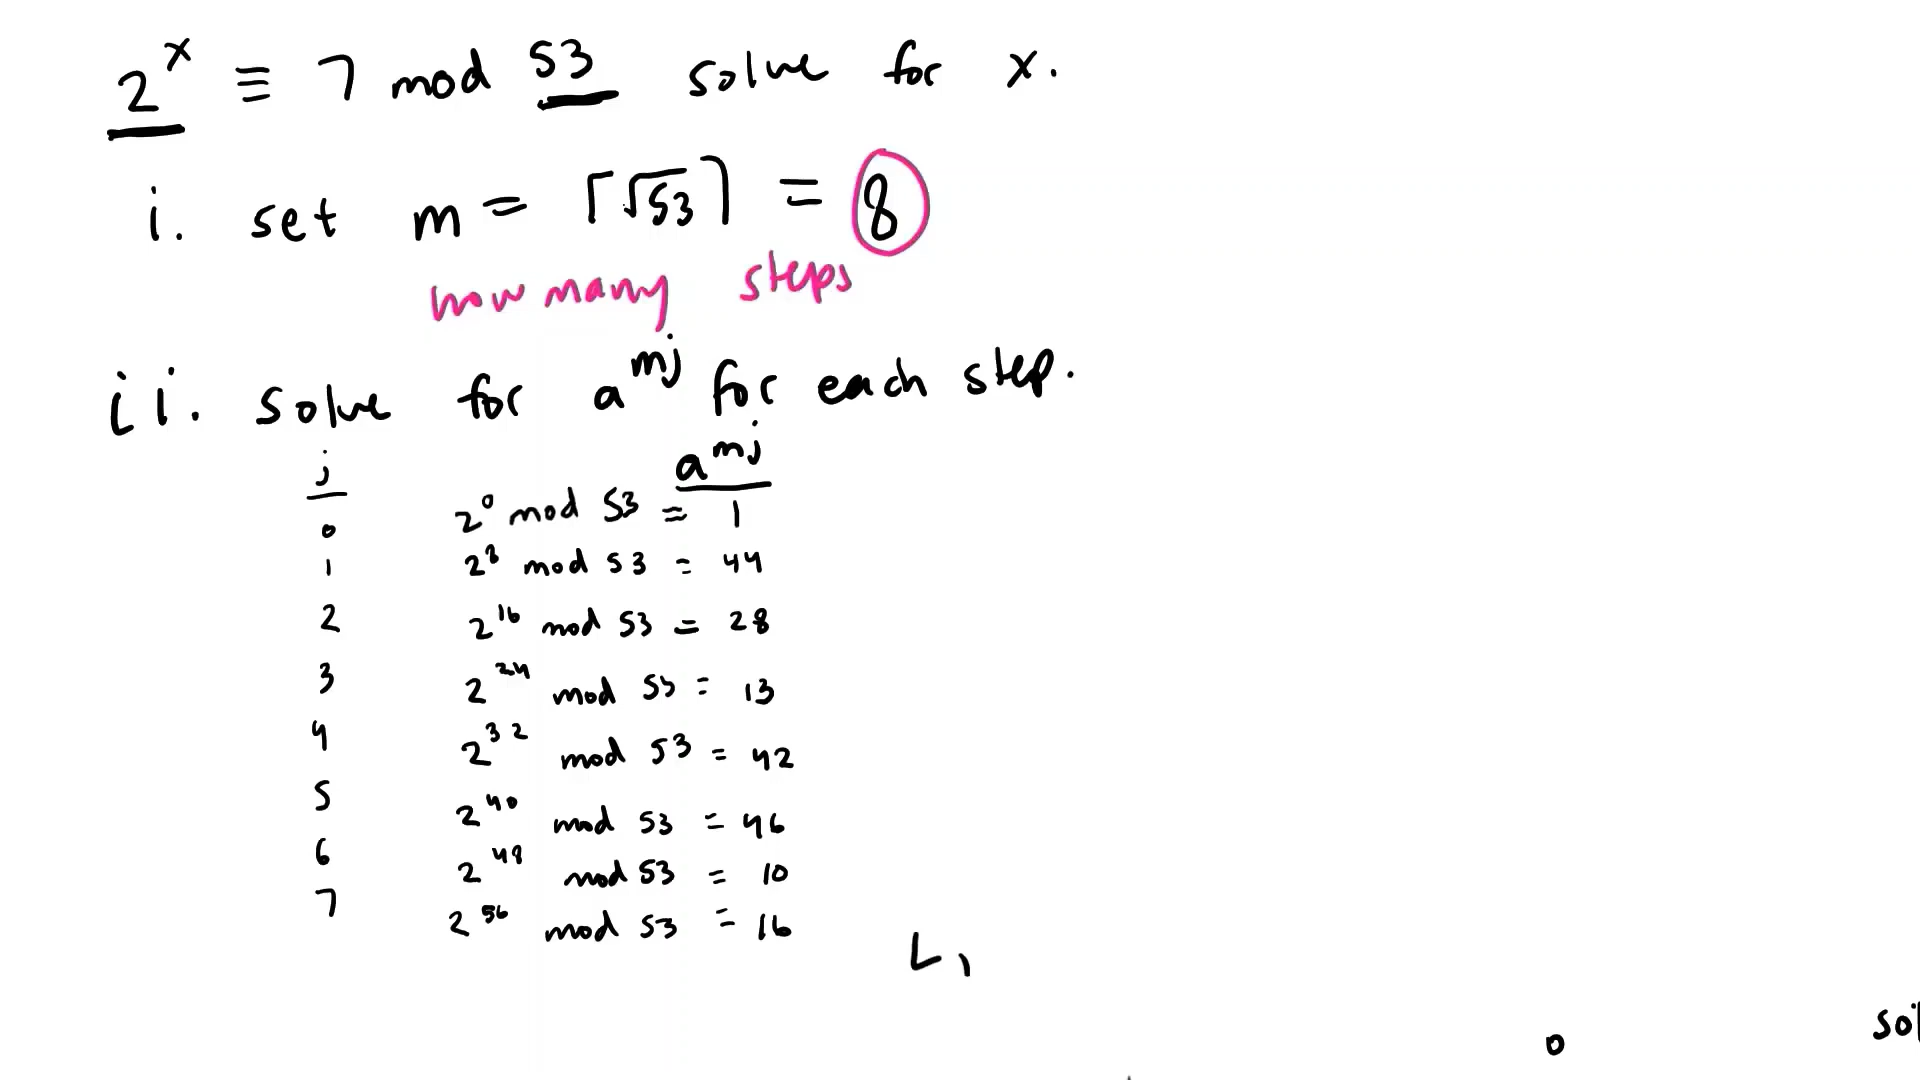 2^x ≡ 7 mod 53 solve for x.
i. set m = ⌈√53⌉ = 8
how many steps
ii. solve for a^mj for each step.
j a^mj
0 2^0 mod 53 = 1
1 2^8 mod 53 = 44
2 2^16 mod 53 = 28
3 2^24 mod 53 = 13
4 2^32 mod 53 = 42
5 2^40 mod 53 = 46
6 2^48 mod 53 = 10
7 2^56 mod 53 = 16
L1
0